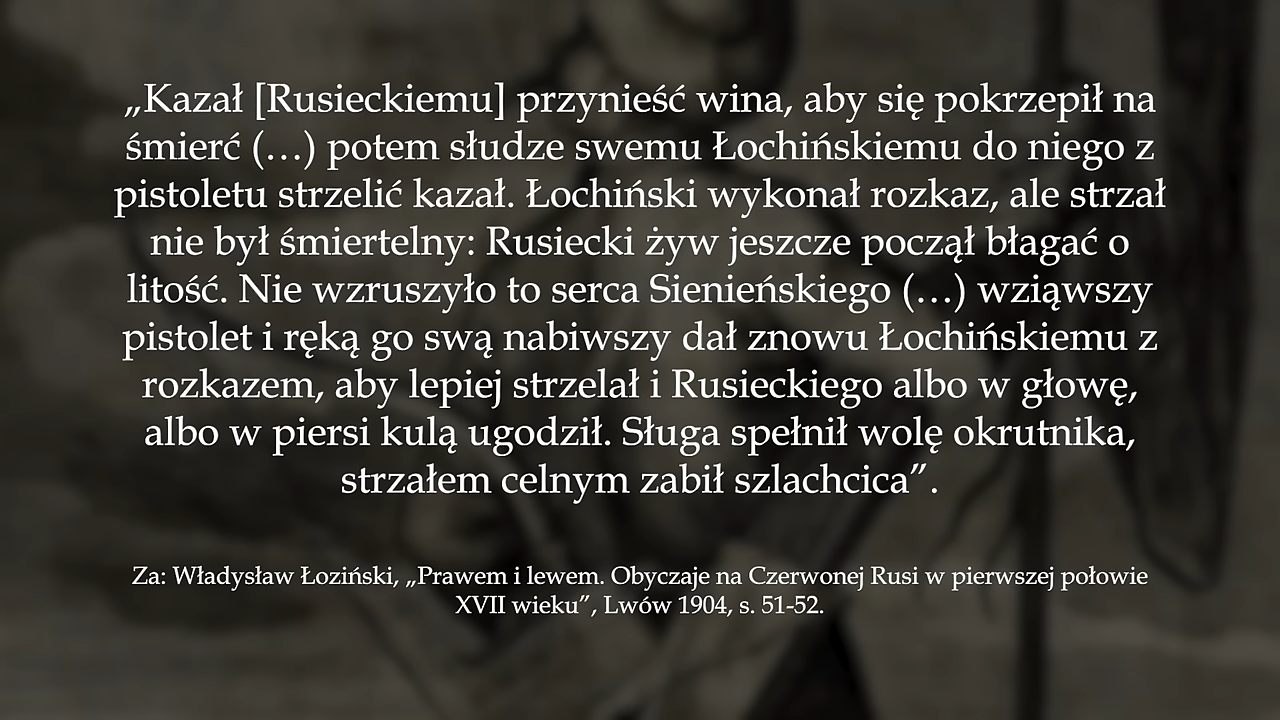 „Kazał [Rusieckiemu] przynieść wina, aby się pokrzepił na
śmierć (…) potem słudze swemu Łochińskiemu do niego z
pistoletu strzelić kazał. Łochiński wykonał rozkaz, ale strzał
nie był śmiertelny: Rusiecki żyw jeszcze począł błagać o
litość. Nie wzruszyło to serca Sienieńskiego (…) wziąwszy
pistolet i ręką go swą nabiwszy dał znowu Łochińskiemu z
rozkazem, aby lepiej strzelał i Rusieckiego albo w głowę,
albo w piersi kulą ugodził. Sługa spełnił wolę okrutnika,
strzałem celnym zabił szlachcica”.
Za: Władysław Łoziński, „Prawem i lewem. Obyczaje na Czerwonej Rusi w pierwszej połowie
XVII wieku”, Lwów 1904, s. 51-52.